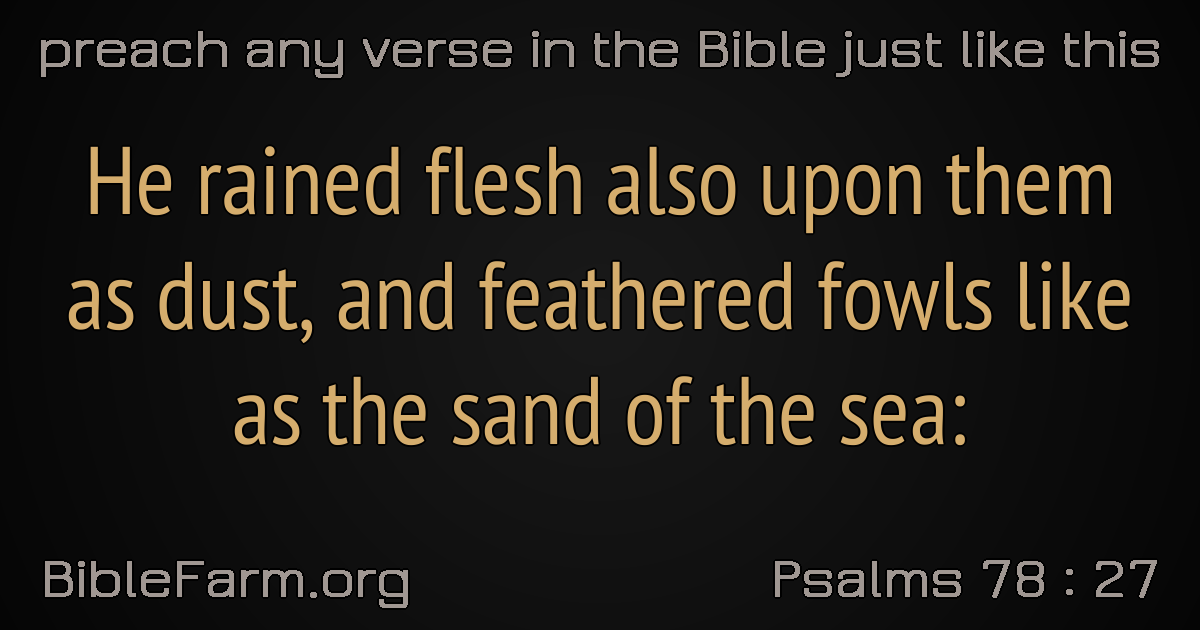 preach any verse in the Bible just like this
He rained flesh also upon them
as dust, and feathered fowls like
as the sand of the sea:
BibleFarm.org
Psalms 78 : 27